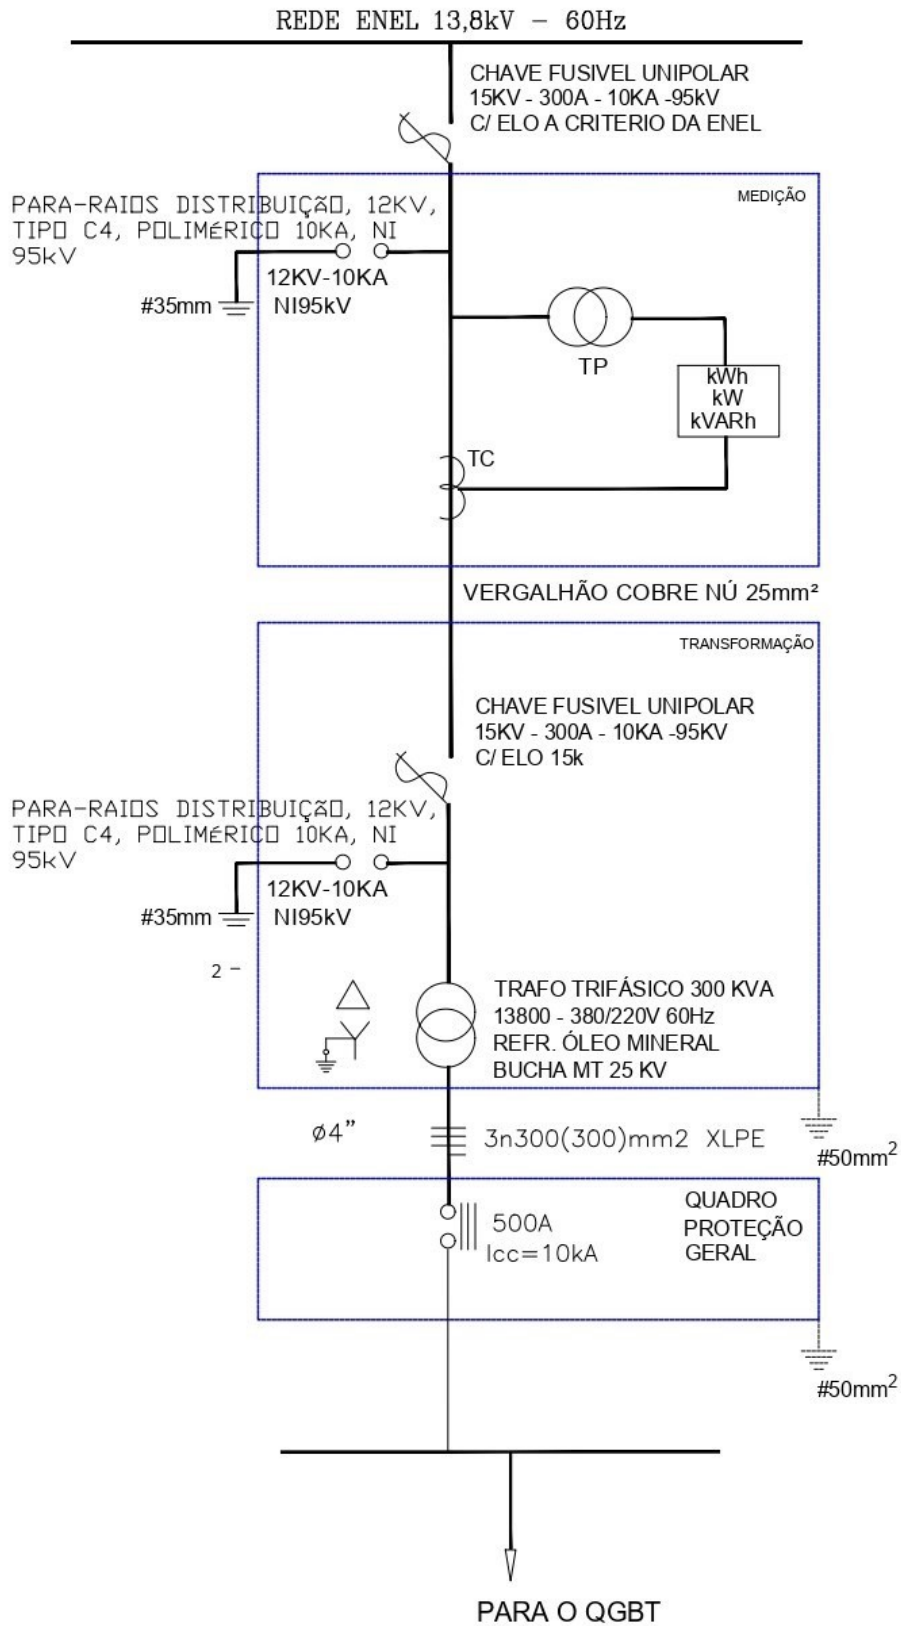 REDE ENEL 13,8kV - 60Hz
CHAVE FUSIVEL UNIPOLAR
15KV - 300A - 10KA -95kV
C/ ELO A CRITERIO DA ENEL
MEDIÇÃO
PARA-RAIOS DISTRIBUIÇãO, 12KV,
TIPO C4, POLIMéRICO 10KA, NI
95kV
12KV-10KA
NI95kV
#35mm
TP
kWh
kW
kVARh
TC
VERGALHÃO COBRE NÚ 25mm²
TRANSFORMAÇÃO
CHAVE FUSIVEL UNIPOLAR
15KV - 300A - 10KA -95KV
C/ ELO 15k
PARA-RAIOS DISTRIBUIÇãO, 12KV,
TIPO C4, POLIMéRICO 10KA, NI
95kV
12KV-10KA
NI95kV
#35mm
2 -
TRAFO TRIFÁSICO 300 KVA
13800 - 380/220V 60Hz
REFR. ÓLEO MINERAL
BUCHA MT 25 KV
ø4”
3n300(300)mm2 XLPE
#50mm²
QUADRO
PROTEÇÃO
GERAL
500A
Icc=10kA
#50mm²
PARA O QGBT